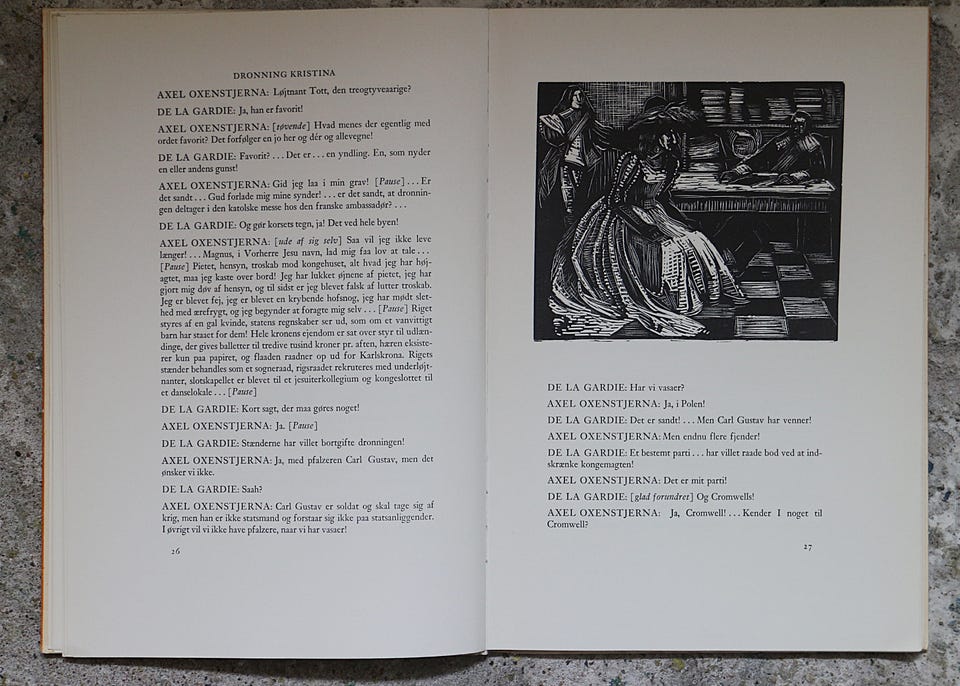 DRONNING KRISTINA
AXEL OXENSTJERNA: Løjtnant Tott, den treogtyveaarige?
DE LA GARDIE: Ja, han er favorit!
AXEL OXENSTJERNA: [tøvende] Hvad menes der egentlig med
ordet favorit? Det forfølger en jo her og dér og allevegne!
DE LA GARDIE: Favorit? ... Det er ... en yndling. En, som nyder
en eller andens gunst!
AXEL OXENSTJERNA: Gid jeg laa i min grav! [Pause] ... Er
det sandt ... Gud forlade mig mine synder! ... er det sandt, at dronnin-
gen deltager i den katolske messe hos den franske ambassadør? ...
DE LA GARDIE: Og gør korsets tegn, ja! Det ved hele byen!
AXEL OXENSTJERNA: [ude af sig selv] Saa vil jeg ikke leve
længer! ... Magnus, i Vorherre Jesu navn, lad mig faa lov at tale ...
[Pause] Pietet, hensyn, troskab mod kongehuset, alt hvad jeg har høj-
agtet, maa jeg kaste over bord! Jeg har lukket øjnene af pietet, jeg har
gjort mig døv af hensyn, og til sidst er jeg blevet falsk af lutter troskab.
Jeg er blevet fej, jeg er blevet en krybende hofsnog, jeg har mødt slet-
hed med ærefrygt, og jeg begynder at foragte mig selv ... [Pause] Riget
styres af en gal kvinde, statens regnskaber ser ud, som om et vanvittigt
barn har staaet for dem! Hele kronens ejendom er sat over styr til udlæn-
dinge, der gives balletter til tredive tusind kroner pr. aften, hæren eksiste-
rer kun paa papiret, og flaaden raadner op ud for Karlskrona. Rigets
stænder behandles som et sogneraad, rigsraadet rekruteres med underløjt-
nanter, slotskapellet er blevet til et jesuiterkollegium og kongeslottet til
et danselokale ... [Pause]
DE LA GARDIE: Kort sagt, der maa gøres noget!
AXEL OXENSTJERNA: Ja. [Pause]
DE LA GARDIE: Stænderne har villet bortgifte dronningen!
AXEL OXENSTJERNA: Ja, med pfalzeren Carl Gustav, men det
ønsker vi ikke.
DE LA GARDIE: Saah?
AXEL OXENSTJERNA: Carl Gustav er soldat og skal tage sig af
krig, men han er ikke statsmand og forstaar sig ikke paa statsanliggender.
I øvrigt vil vi ikke have pfalzere, naar vi har vasaer!
26
DE LA GARDIE: Har vi vasaer?
AXEL OXENSTJERNA: Ja, i Polen!
DE LA GARDIE: Det er sandt! ... Men Carl Gustav har venner!
AXEL OXENSTJERNA: Men endnu flere fjender!
DE LA GARDIE: Et bestemt parti ... har villet raade bod ved at ind-
skrænke kongemagten!
AXEL OXENSTJERNA: Det er mit parti!
DE LA GARDIE: [glad forundret] Og Cromwells!
AXEL OXENSTJERNA: Ja, Cromwell! ... Kender I noget til
Cromwell?
27